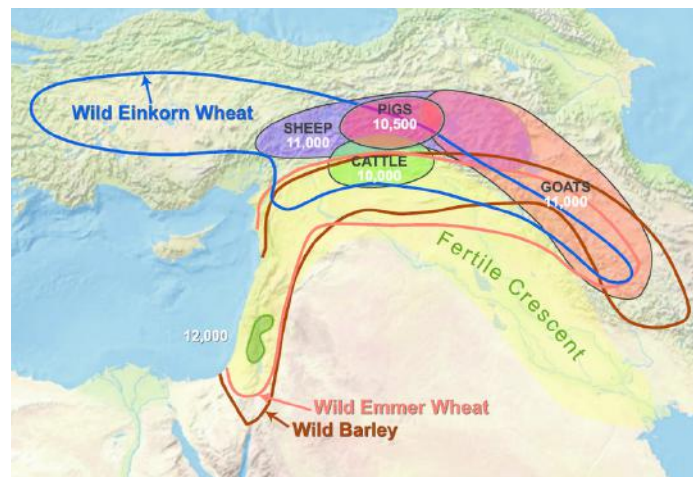 Wild Einkorn Wheat
PIGS
10,500
SHEEP
11,000
CATTLE
10,000
GOATS
11,000
Fertile Crescent
12,000
Wild Emmer Wheat
Wild Barley